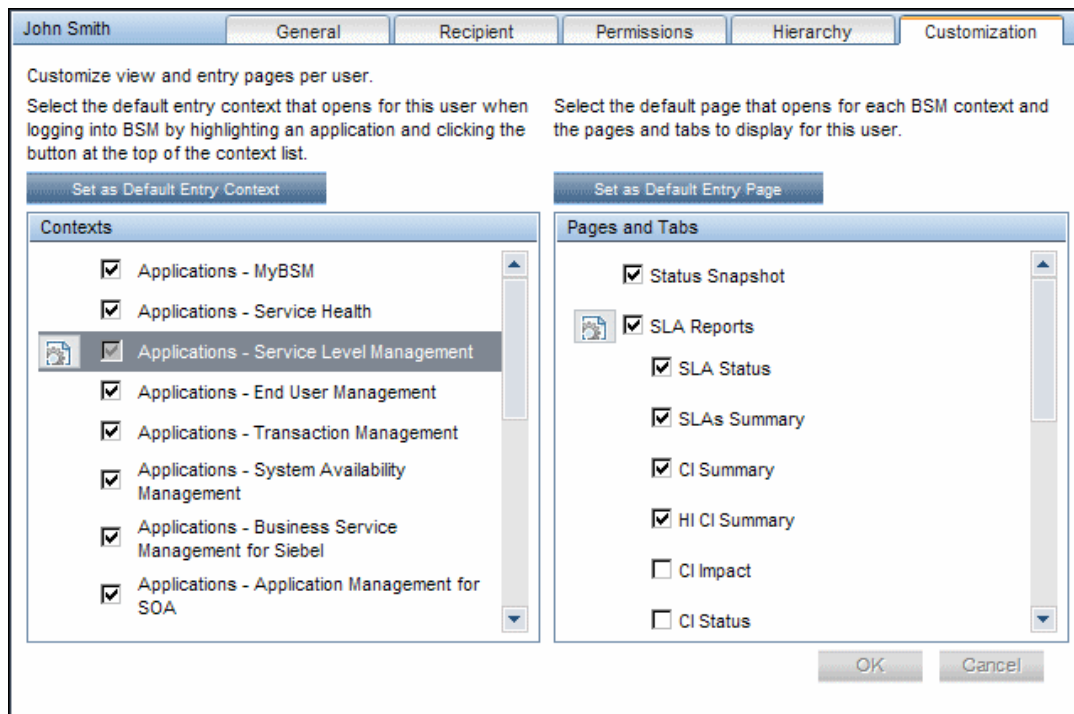 John Smith
General
Recipient
Permissions
Hierarchy
Customization
Customize view and entry pages per user.
Select the default entry context that opens for this user when
logging into BSM by highlighting an application and clicking the
button at the top of the context list.
Set as Default Entry Context
Contexts
Applications - MyBSM
Applications - Service Health
Applications - Service Level Management
Applications - End User Management
Applications - Transaction Management
Applications - System Availability
Management
Applications - Business Service
Management for Siebel
Applications - Application Management for
SOA
Select the default page that opens for each BSM context and
the pages and tabs to display for this user.
Set as Default Entry Page
Pages and Tabs
Status Snapshot
SLA Reports
SLA Status
SLAs Summary
CI Summary
HI CI Summary
CI Impact
CI Status
OK
Cancel